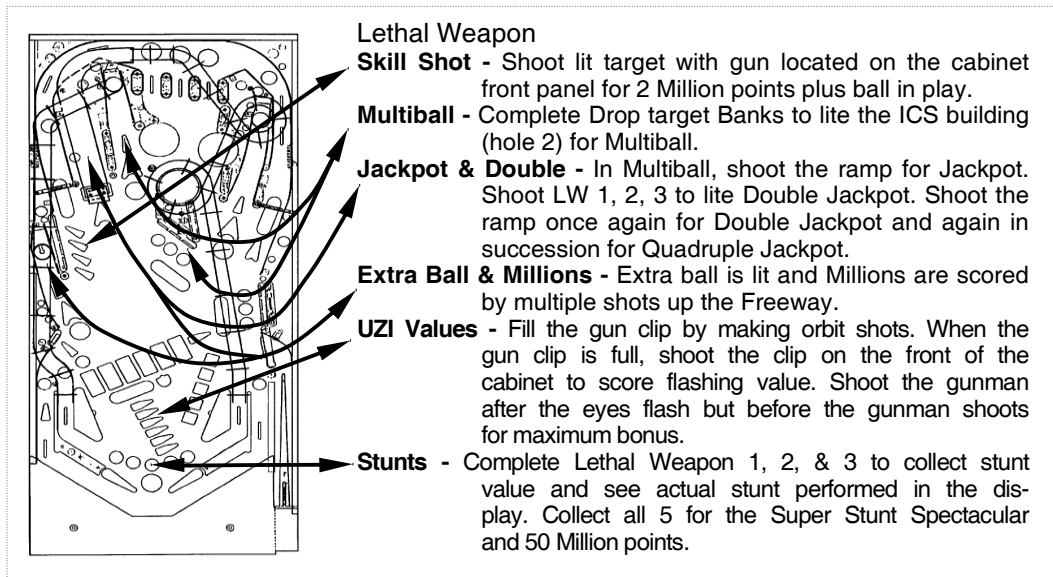 Lethal Weapon
Skill Shot - Shoot lit target with gun located on the cabinet
front panel for 2 Million points plus ball in play.
Multiball - Complete Drop target Banks to lite the ICS building
(hole 2) for Multiball.
Jackpot & Double - In Multiball, shoot the ramp for Jackpot.
Shoot LW 1, 2, 3 to lite Double Jackpot. Shoot the
ramp once again for Double Jackpot and again in
succession for Quadruple Jackpot.
Extra Ball & Millions - Extra ball is lit and Millions are scored
by multiple shots up the Freeway.
UZI Values - Fill the gun clip by making orbit shots. When the
gun clip is full, shoot the clip on the front of the
cabinet to score flashing value. Shoot the gunman
after the eyes flash but before the gunman shoots
for maximum bonus.
Stunts - Complete Lethal Weapon 1, 2, & 3 to collect stunt
value and see actual stunt performed in the dis-
play. Collect all 5 for the Super Stunt Spectacular
and 50 Million points.